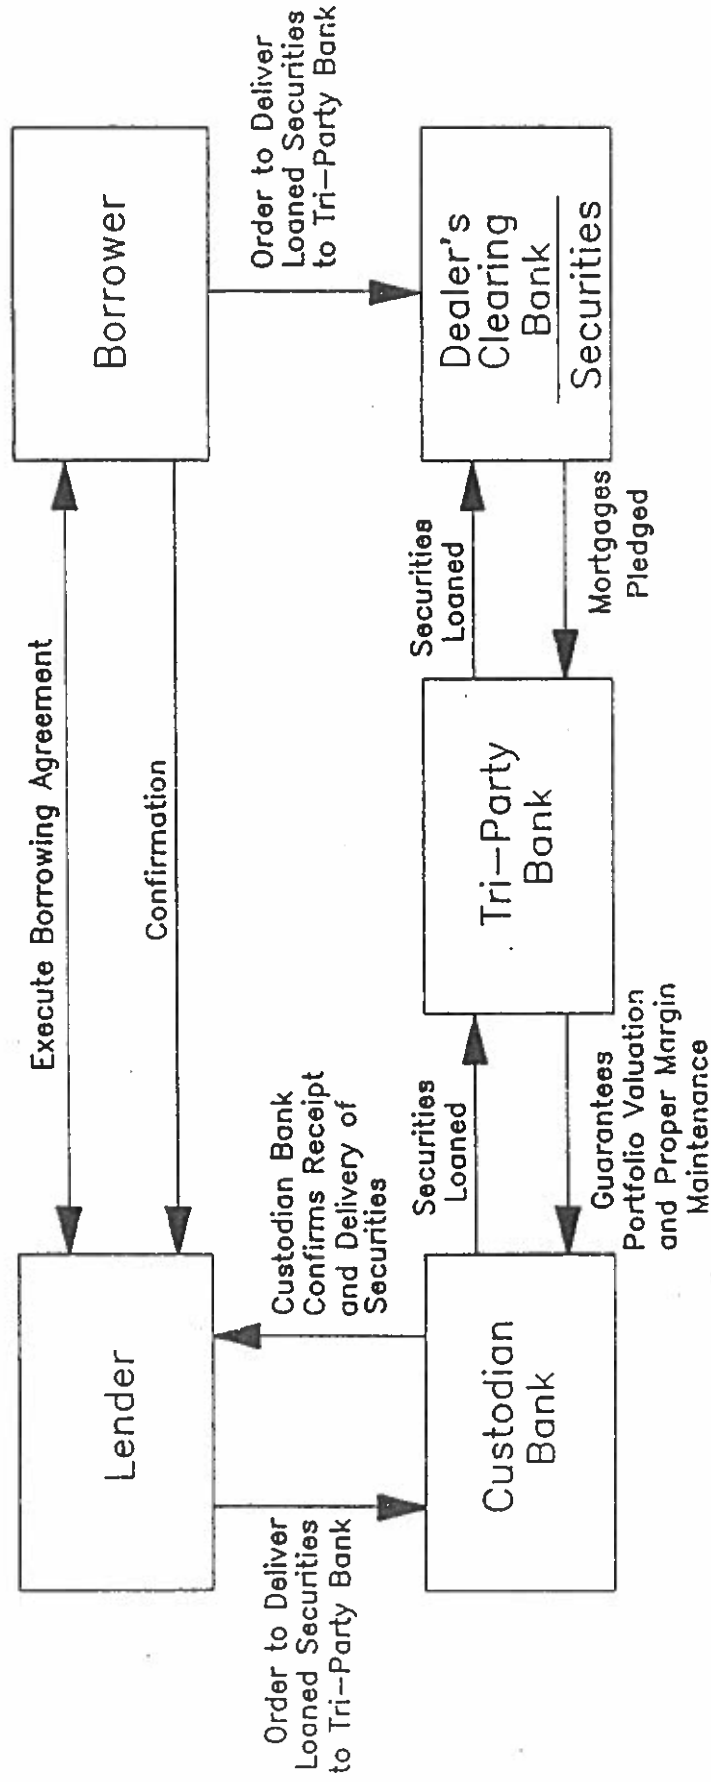 Execute Borrowing Agreement
Lender
Borrower
Confirmation
Order to Deliver
Loaned Securities
to Tri-Party Bank
Custodian Bank
Confirms Receipt
and Delivery of
Securities
Order to Deliver
Loaned Securities
to Tri-Party Bank
Custodian
Bank
Securities
Loaned
Guarantees
Portfolio Valuation
and Proper Margin
Maintenance
Tri-Party
Bank
Securities
Loaned
Mortgages
Pledged
Dealer's
Clearing
Bank
Securities